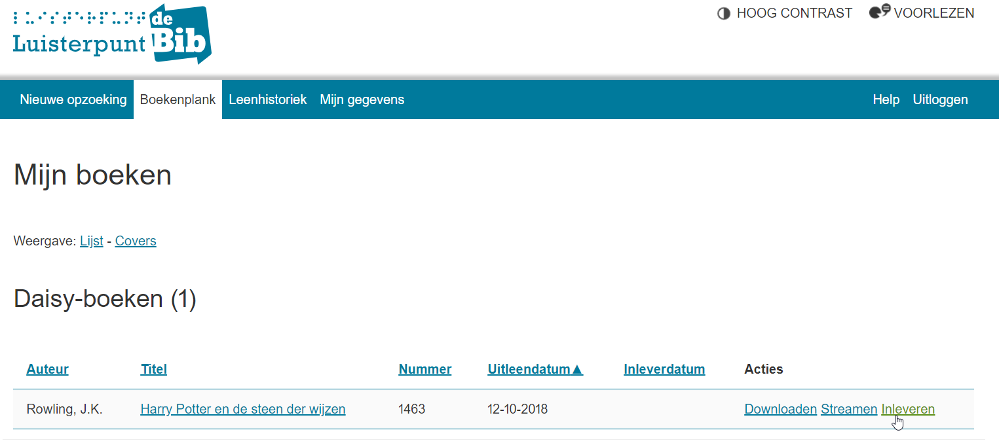 ⠇⠥⠊⠎⠞⠑⠗⠏⠥⠝⠞
de
Luisterpunt Bib
HOOG CONTRAST VOORLEZEN
Nieuwe opzoeking Boekenplank Leenhistoriek Mijn gegevens Help Uitloggen
Mijn boeken
Weergave: Lijst - Covers
Daisy-boeken (1)
Auteur Titel Nummer Uitleendatum▲ Inleverdatum Acties
Rowling, J.K. Harry Potter en de steen der wijzen 1463 12-10-2018 Downloaden Streamen Inleveren